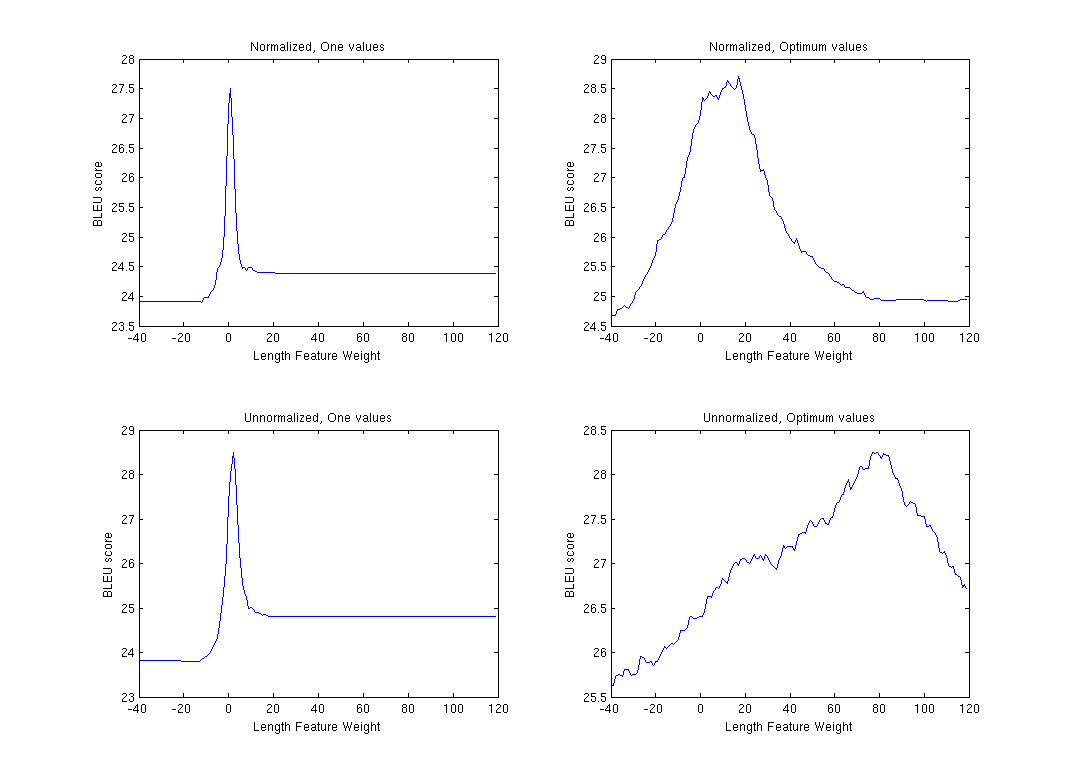 Normalized, One values
BLEU score
28
27.5
27
26.5
26
25.5
25
24.5
24
23.5
-40 -20 0 20 40 60 80 100 120
Length Feature Weight
Normalized, Optimum values
BLEU score
29
28.5
28
27.5
27
26.5
26
25.5
25
24.5
-40 -20 0 20 40 60 80 100 120
Length Feature Weight
Unnormalized, One values
BLEU score
29
28
27
26
25
24
23
-40 -20 0 20 40 60 80 100 120
Length Feature Weight
Unnormalized, Optimum values
BLEU score
28.5
28
27.5
27
26.5
26
25.5
-40 -20 0 20 40 60 80 100 120
Length Feature Weight